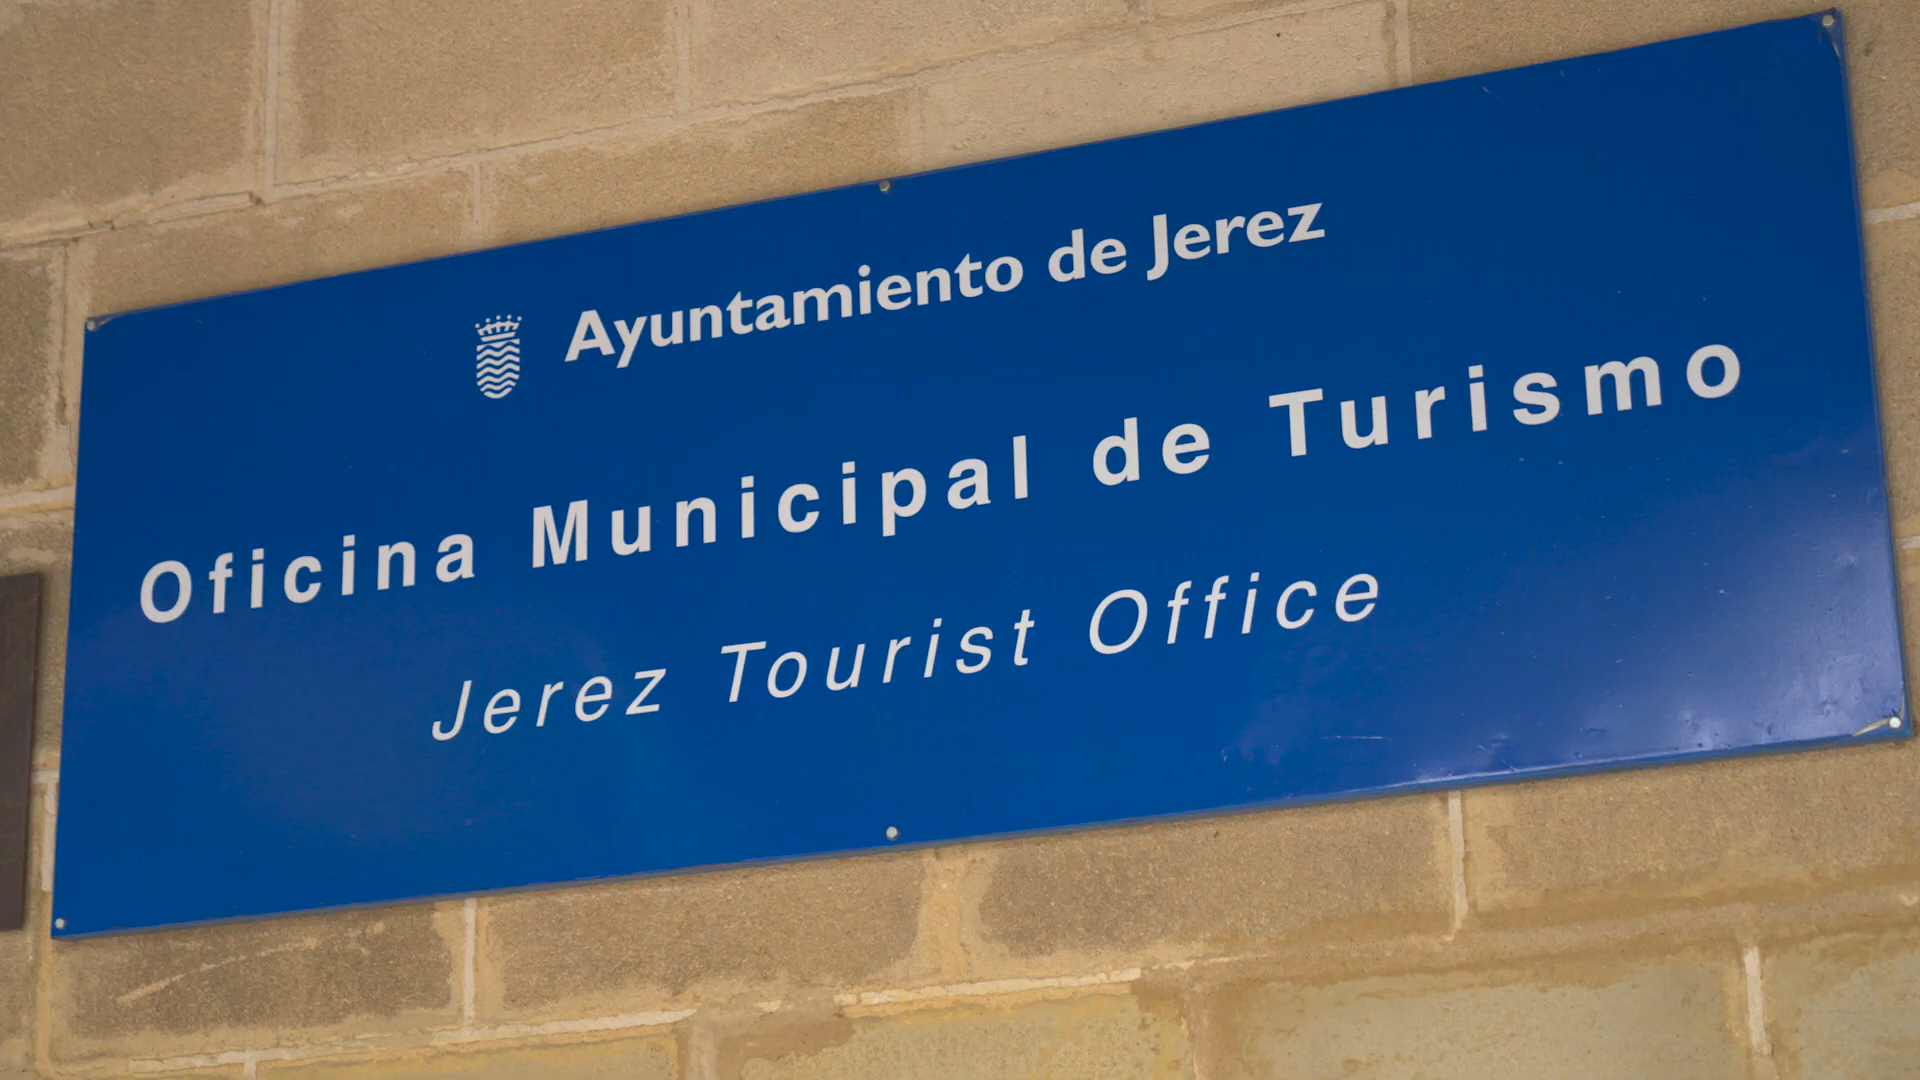 Ayuntamiento de Jerez
Oficina Municipal de Turismo
Jerez Tourist Office